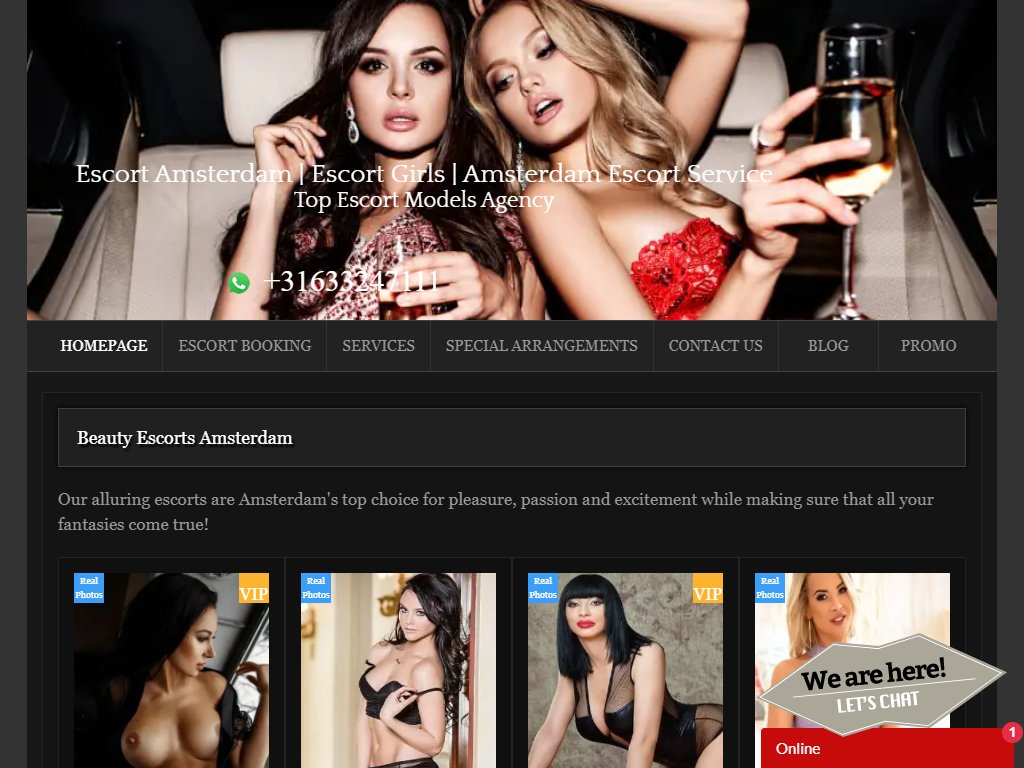 Escort Amsterdam | Escort Girls | Amsterdam Escort Service
Top Escort Models Agency
+31633247111
HOMEPAGE
ESCORT BOOKING
SERVICES
SPECIAL ARRANGEMENTS
CONTACT US
BLOG
PROMO
Beauty Escorts Amsterdam
Our alluring escorts are Amsterdam's top choice for pleasure, passion and excitement while making sure that all your
fantasies come true!
Real
Photos
VIP
Real
Photos
Real
Photos
VIP
Real
Photos
We are here!
LET'S CHAT
1
Online